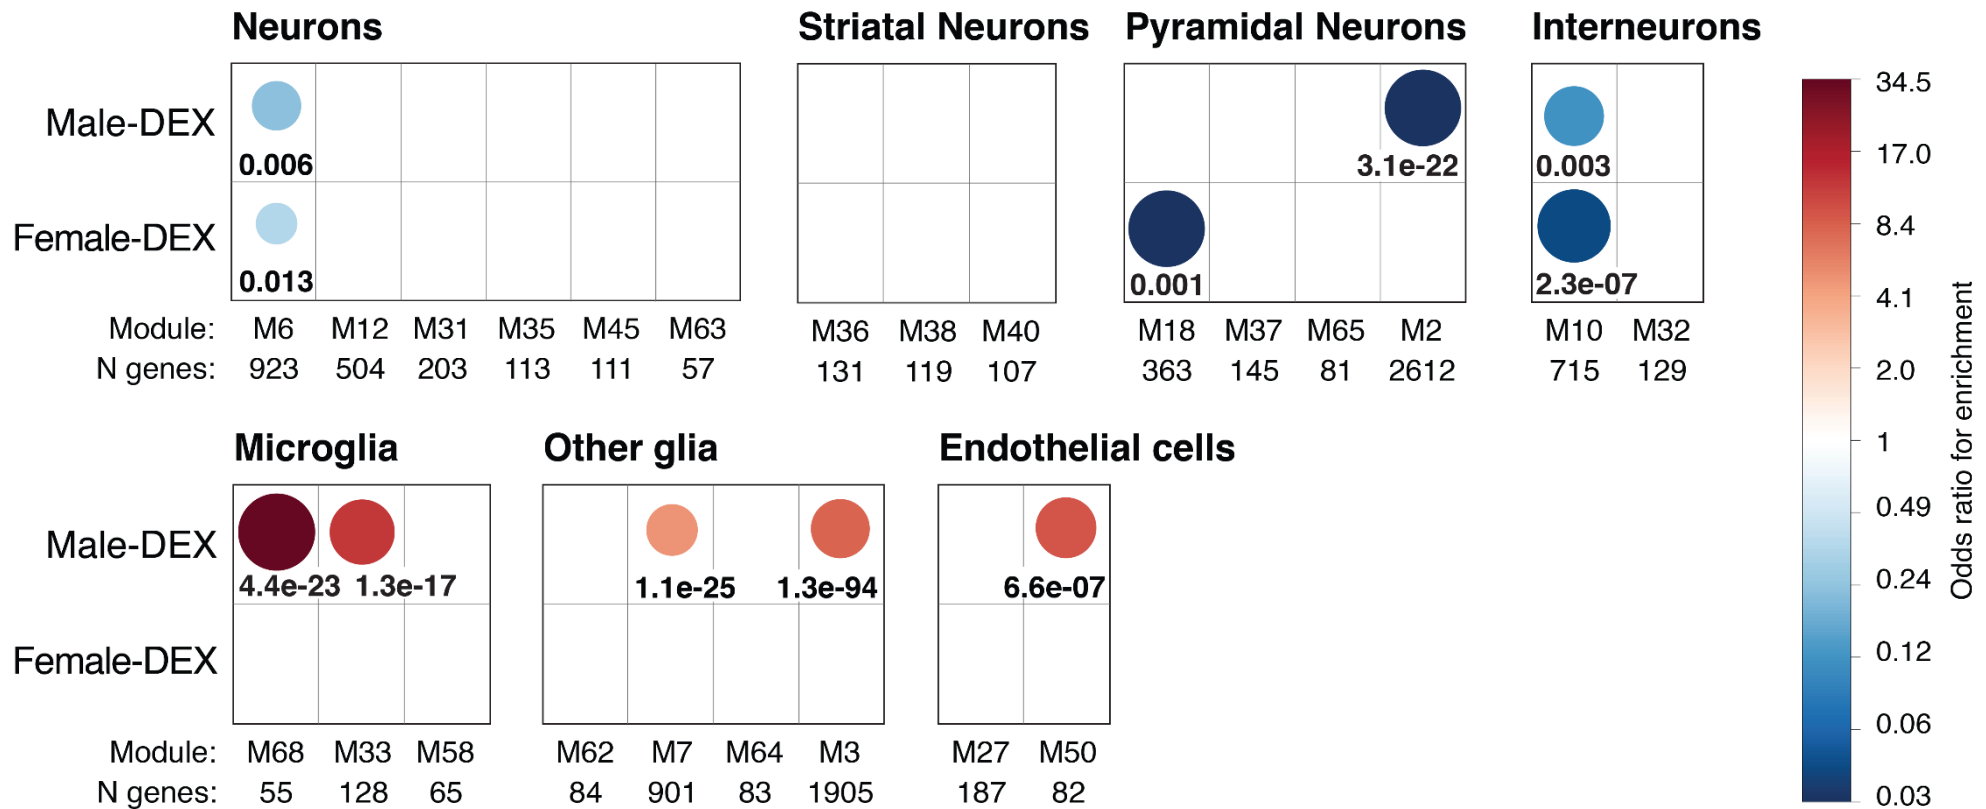 Neurons
Striatal Neurons
Pyramidal Neurons
Interneurons
Male-DEX
0.006
3.1e-22
0.003
Female-DEX
0.013
0.001
2.3e-07
Module: M6 M12 M31 M35 M45 M63 M36 M38 M40 M18 M37 M65 M2 M10 M32
N genes: 923 504 203 113 111 57 131 119 107 363 145 81 2612 715 129
Microglia
Other glia
Endothelial cells
Male-DEX
4.4e-23 1.3e-17 1.1e-25 1.3e-94 6.6e-07
Female-DEX
Module: M68 M33 M58 M62 M7 M64 M3 M27 M50
N genes: 55 128 65 84 901 83 1905 187 82
34.5
17.0
8.4
4.1
2.0
1
0.49
0.24
0.12
0.06
0.03
Odds ratio for enrichment